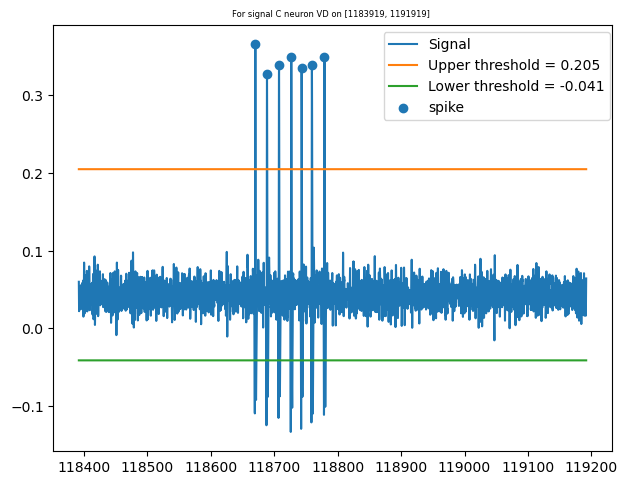 For signal C neuron VD on [1183919, 1191919]
Signal
Upper threshold = 0.205
Lower threshold = -0.041
spike
0.3
0.2
0.1
0.0
−0.1
118400 118500 118600 118700 118800 118900 119000 119100 119200